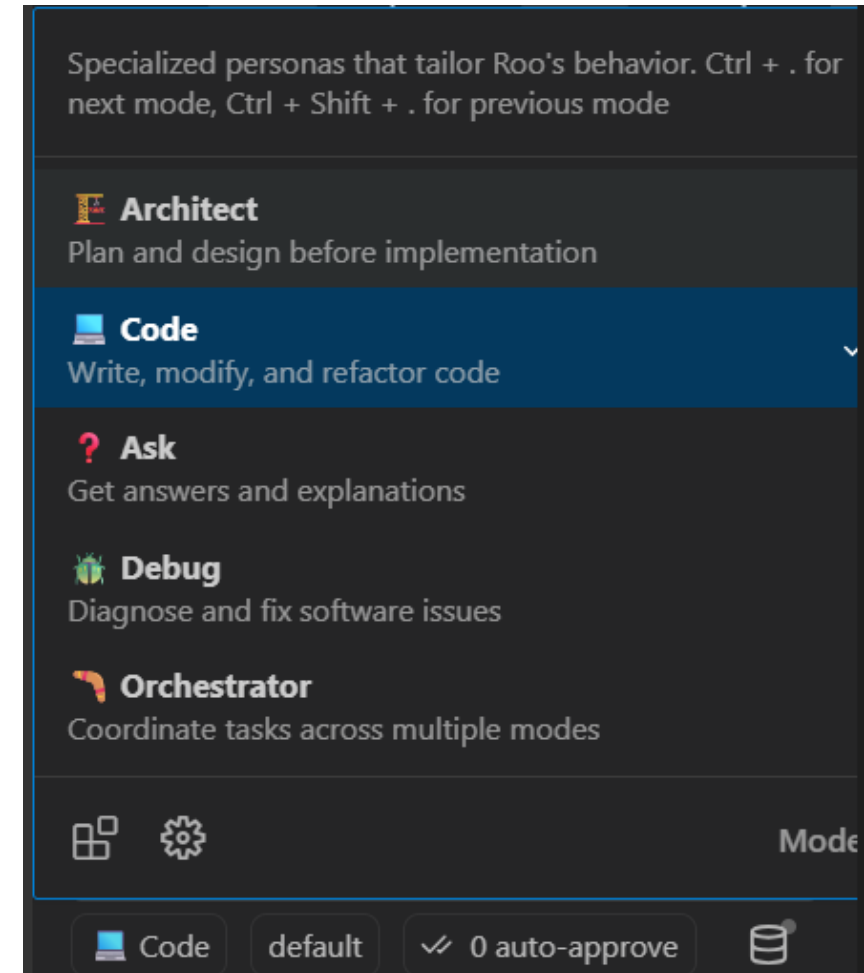 Specialized personas that tailor Roo's behavior. Ctrl + . for
next mode, Ctrl + Shift + . for previous mode
Architect
Plan and design before implementation
Code
Write, modify, and refactor code
Ask
Get answers and explanations
Debug
Diagnose and fix software issues
Orchestrator
Coordinate tasks across multiple modes
Mode
Code default 0 auto-approve